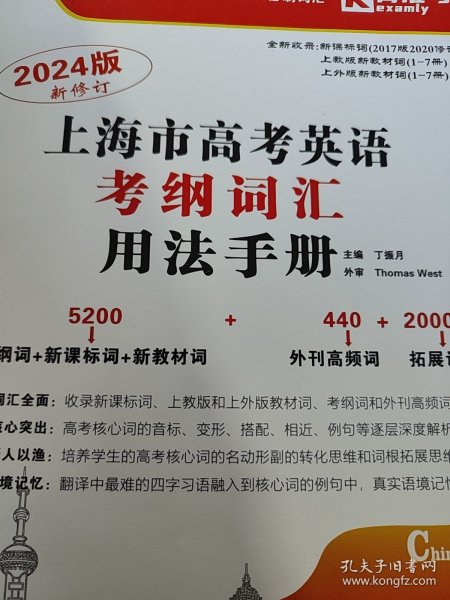 examly
全新收录:新课标词(2017版2020修订
上教版新教材词(1-7册)
上外版新教材词(1-7册)
2024版
新修订
上海市高考英语
考纲词汇
用法手册
主编 丁振月
外审 Thomas West
5200 + 440 + 2000
纲词+新课标词+新教材词 外刊高频词 拓展词
词汇全面：收录新课标词、上教版和上外版教材词、考纲词和外刊高频词
核心突出：高考核心词的音标、变形、搭配、相近、例句等逐层深度解析
人以渔：培养学生的高考核心词的名动形副的转化思维和词根拓展思维
境记忆：翻译中最难的四字习语融入到核心词的例句中，真实语境记忆
Chin
孔夫子旧书网
www.kongfz.com